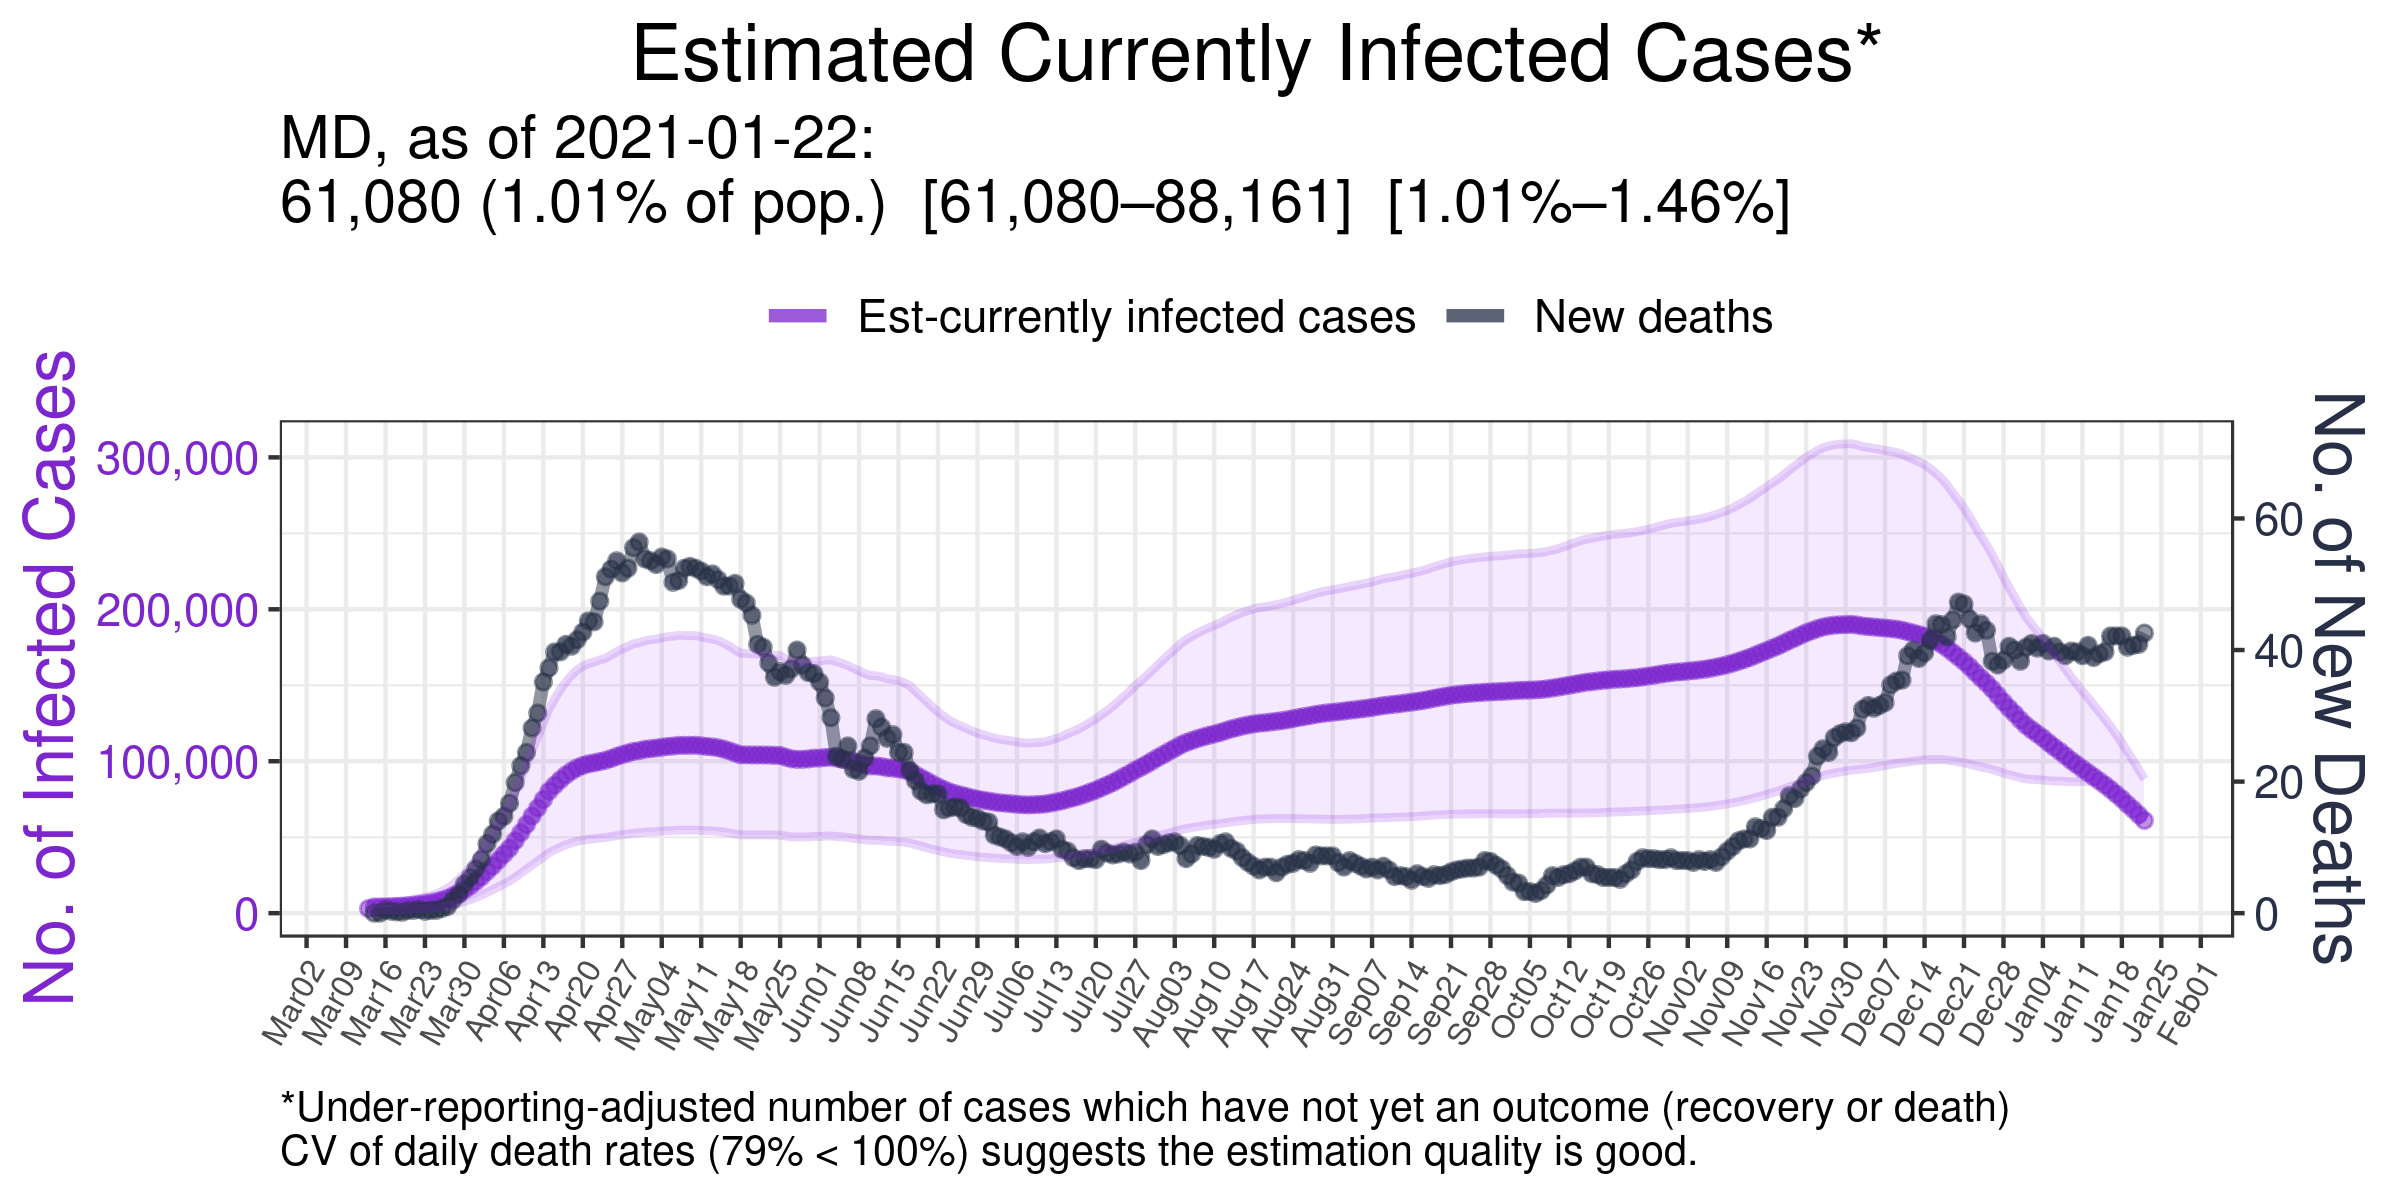 Estimated Currently Infected Cases*
MD, as of 2021-01-22:
61,080 (1.01% of pop.) [61,080–88,161] [1.01%–1.46%]
Est-currently infected cases
New deaths
No. of Infected Cases
300,000
200,000
100,000
0
No. of New Deaths
60
40
20
0
Mar02
Mar09
Mar16
Mar23
Mar30
Apr06
Apr13
Apr20
Apr27
May04
May11
May18
May25
Jun01
Jun08
Jun15
Jun22
Jun29
Jul06
Jul13
Jul20
Jul27
Aug03
Aug10
Aug17
Aug24
Aug31
Sep07
Sep14
Sep21
Sep28
Oct05
Oct12
Oct19
Oct26
Nov02
Nov09
Nov16
Nov23
Nov30
Dec07
Dec14
Dec21
Dec28
Jan04
Jan11
Jan18
Jan25
Feb01
*Under-reporting-adjusted number of cases which have not yet an outcome (recovery or death)
CV of daily death rates (79% < 100%) suggests the estimation quality is good.